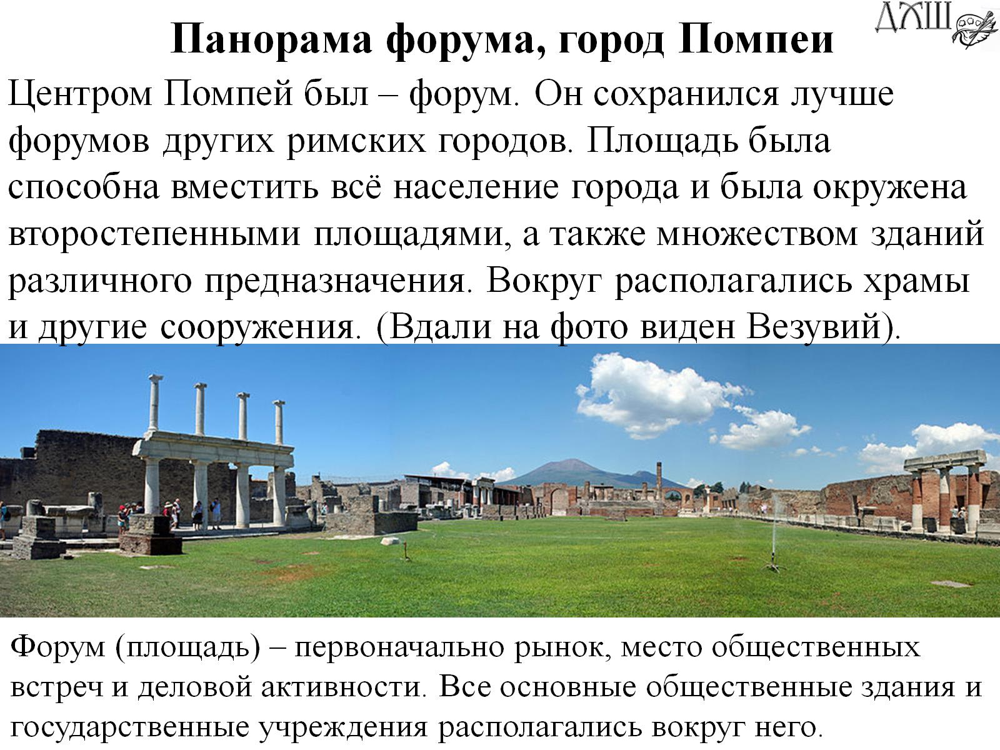 ДХШ
Панорама форума, город Помпеи
Центром Помпей был – форум. Он сохранился лучше
форумов других римских городов. Площадь была
способна вместить всё население города и была окружена
второстепенными площадями, а также множеством зданий
различного предназначения. Вокруг располагались храмы
и другие сооружения. (Вдали на фото виден Везувий).
Форум (площадь) – первоначально рынок, место общественных
встреч и деловой активности. Все основные общественные здания и
государственные учреждения располагались вокруг него.